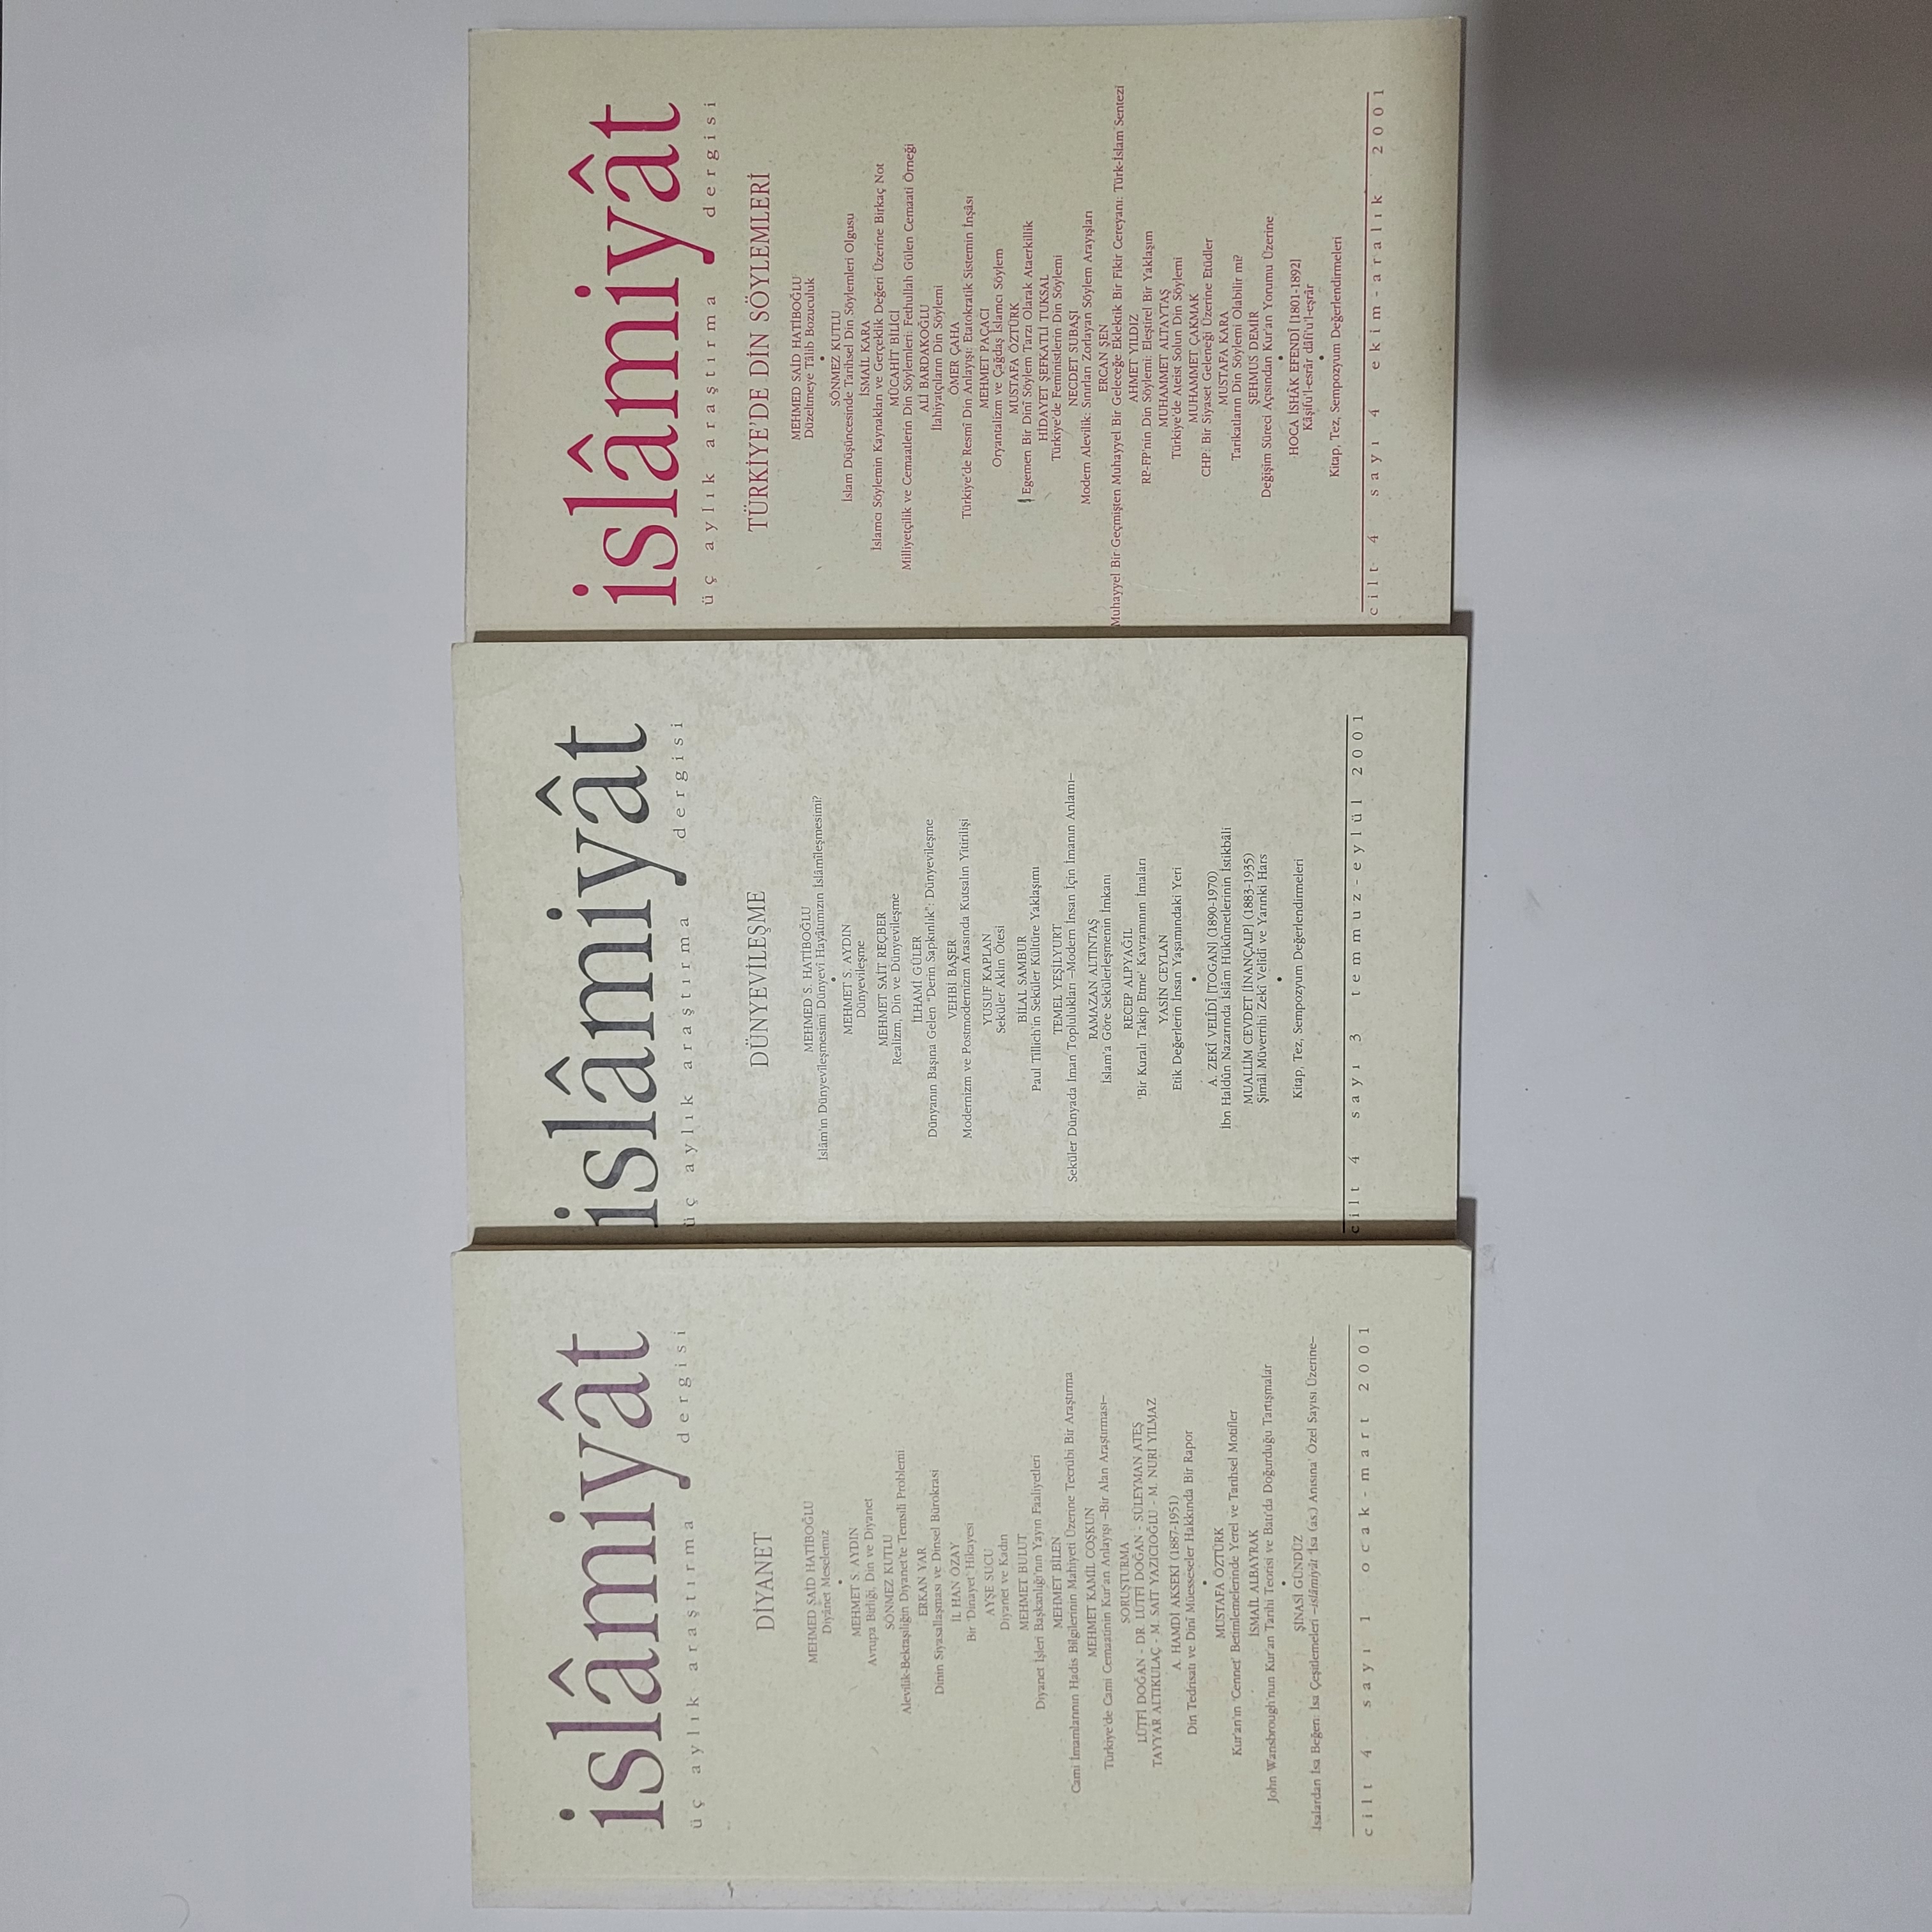 islâmiyât
üç aylık araştırma dergisi
DİYANET
MEHMED SAİD HATİBOĞLU
Diyânet Meselemiz
•
MEHMET S. AYDIN
Avrupa Birliği, Din ve Diyanet
SÖNMEZ KUTLU
Alevilik-Bektaşiliğin Diyanet'te Temsili Problemi
ERKAN YAR
Dinin Siyasallaşması ve Dinsel Bürokrasi
İL HAN ÖZAY
Bir "Dinayet" Hikayesi
AYŞE SUCU
Diyanet ve Kadın
MEHMET BULUT
Diyanet İşleri Başkanlığı'nın Yayın Faaliyetleri
MEHMET BİLEN
Cami İmamlarının Hadis Bilgilerinin Mahiyeti Üzerine Tecrübi Bir Araştırma
MEHMET KAMİL COŞKUN
Türkiye'de Cami Cemaatinin Kur'an Anlayışı –Bir Alan Araştırması–
SORUŞTURMA
LÜTFİ DOĞAN - DR. LÜTFİ DOĞAN - SÜLEYMAN ATEŞ
TAYYAR ALTIKULAÇ - M. SAİT YAZICIOĞLU - M. NURİ YILMAZ
A. HAMDİ AKSEKİ (1887-1951)
Din Tedrisatı ve Dinî Müesseseler Hakkında Bir Rapor
•
MUSTAFA ÖZTÜRK
Kur'an'ın 'Cennet' Betimlemelerinde Yerel ve Tarihsel Motifler
İSMAİL ALBAYRAK
John Wansbrough'nun Kur'an Tarihi Teorisi ve Batı'da Doğurduğu Tartışmalar
•
ŞİNASİ GÜNDÜZ
İsalardan İsa Beğen: İsa Çeşitlemeleri –islâmiyât 'İsa (as.) Anısına' Özel Sayısı Üzerine–
cilt 4 sayı 1 ocak-mart 2001
islâmiyât
üç aylık araştırma dergisi
DÜNYEVİLEŞME
MEHMED S. HATİBOĞLU
İslâm'ın Dünyevîleşmesimi Dünyevî Hayâtımızın İslâmîleşmesimi?
•
MEHMET S. AYDIN
Dünyevileşme
MEHMET SAİT REÇBER
Realizm, Din ve Dünyevileşme
İLHAMİ GÜLER
Dünyanın Başına Gelen "Derin Sapkınlık": Dünyevileşme
VEHBİ BAŞER
Modernizm ve Postmodernizm Arasında Kutsalın Yitirilişi
YUSUF KAPLAN
Seküler Aklın Ötesi
BİLAL SAMBUR
Paul Tillich'in Seküler Kültüre Yaklaşımı
TEMEL YEŞİLYURT
Seküler Dünyada İman Toplulukları –Modern İnsan İçin İmanın Anlamı–
RAMAZAN ALTINTAŞ
İslam'a Göre Sekülerleşmenin İmkanı
RECEP ALPYAĞIL
'Bir Kuralı Takip Etme' Kavramının İmaları
YASİN CEYLAN
Etik Değerlerin İnsan Yaşamındaki Yeri
•
A. ZEKİ VELİDİ [TOGAN] (1890-1970)
İbn Haldûn Nazarında İslâm Hükûmetlerinin İstikbâli
MUALLİM CEVDET [İNANÇALP] (1883-1935)
Şimâl Müverrihi Zekî Velîdî ve Yarınki Hars
•
Kitap, Tez, Sempozyum Değerlendirmeleri
cilt 4 sayı 3 temmuz-eylül 2001
islâmiyât
üç aylık araştırma dergisi
TÜRKİYE'DE DİN SÖYLEMLERİ
MEHMED SAİD HATİBOĞLU
Düzeltmeye Tâlib Bozuculuk
•
SÖNMEZ KUTLU
İslam Düşüncesinde Tarihsel Din Söylemleri Olgusu
İSMAİL KARA
İslamcı Söylemin Kaynakları ve Gerçeklik Değeri Üzerine Birkaç Not
MÜCAHİT BİLİCİ
Milliyetçilik ve Cemaatlerin Din Söylemleri: Fethullah Gülen Cemaati Örneği
ALİ BARDAKOĞLU
İlahiyatçıların Din Söylemi
ÖMER ÇAHA
Türkiye'de Resmî Din Anlayışı: Etatokratik Sistemin İnşâsı
MEHMET PAÇACI
Oryantalizm ve Çağdaş İslamcı Söylem
MUSTAFA ÖZTÜRK
Egemen Bir Dinî Söylem Tarzı Olarak Ataerkillik
HİDAYET ŞEFKATLİ TUKSAL
Türkiye'de Feministlerin Din Söylemi
NECDET SUBAŞI
Modern Alevilik: Sınırları Zorlayan Söylem Arayışları
ERCAN ŞEN
Muhayyel Bir Geçmişten Muhayyel Bir Geleceğe Eklektik Bir Fikir Cereyanı: Türk-İslam Sentezi
AHMET YILDIZ
RP-FP'nin Din Söylemi: Eleştirel Bir Yaklaşım
MUHAMMET ALTAYTAŞ
Türkiye'de Ateist Solun Din Söylemi
MUHAMMET ÇAKMAK
CHP: Bir Siyaset Geleneği Üzerine Etüdler
MUSTAFA KARA
Tarikatların Din Söylemi Olabilir mi?
ŞEHMUS DEMİR
Değişim Süreci Açısından Kur'an Yorumu Üzerine
•
HOCA İSHÂK EFENDİ [1801-1892]
Kâşifü'l-esrâr dâfi'u'l-eşrâr
•
Kitap, Tez, Sempozyum Değerlendirmeleri
cilt 4 sayı 4 ekim-aralık 2001